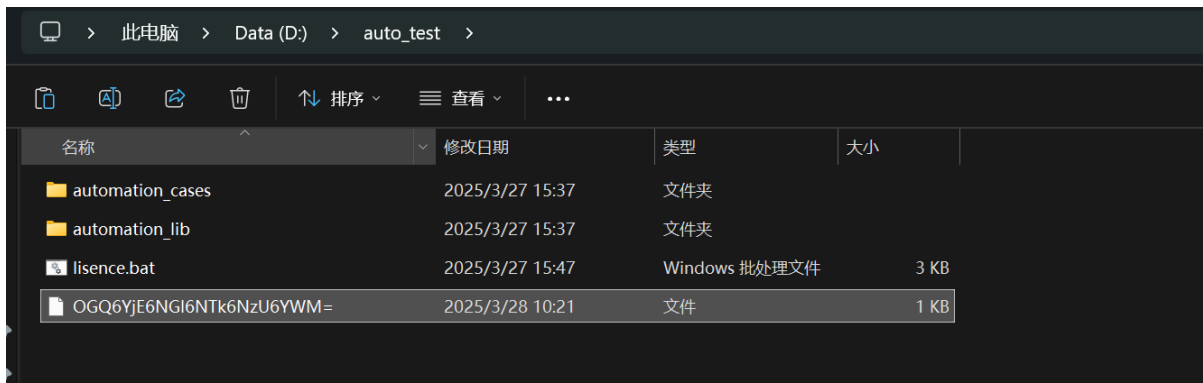 此电脑 > Data (D:) > auto_test >
排序 查看 ...
名称 修改日期 类型 大小
automation_cases 2025/3/27 15:37 文件夹
automation_lib 2025/3/27 15:37 文件夹
lisence.bat 2025/3/27 15:47 Windows 批处理文件 3 KB
OGQ6YjE6NGI6NTk6NzU6YWM= 2025/3/28 10:21 文件 1 KB